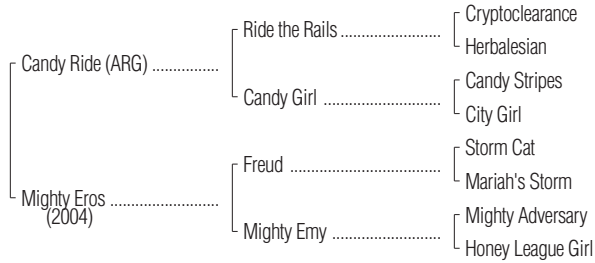 Cryptoclearance
Ride the Rails
Herbalesian
Candy Ride (ARG)
Candy Stripes
Candy Girl
City Girl
Storm Cat
Freud
Mariah's Storm
Mighty Eros
(2004)
Mighty Adversary
Mighty Emy
Honey League Girl